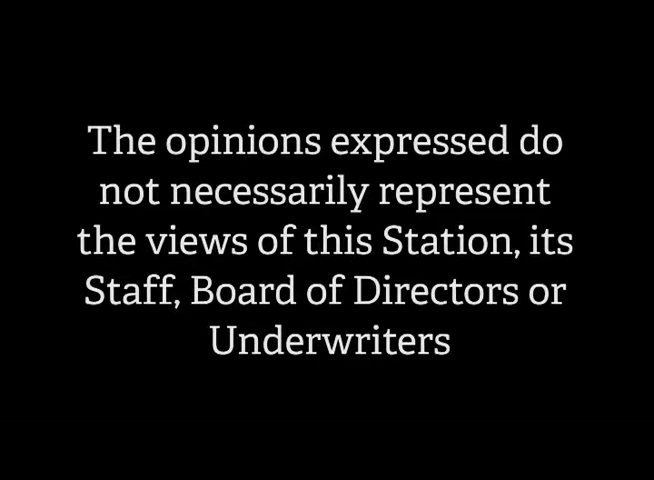 The opinions expressed do
not necessarily represent
the views of this Station, its
Staff, Board of Directors or
Underwriters